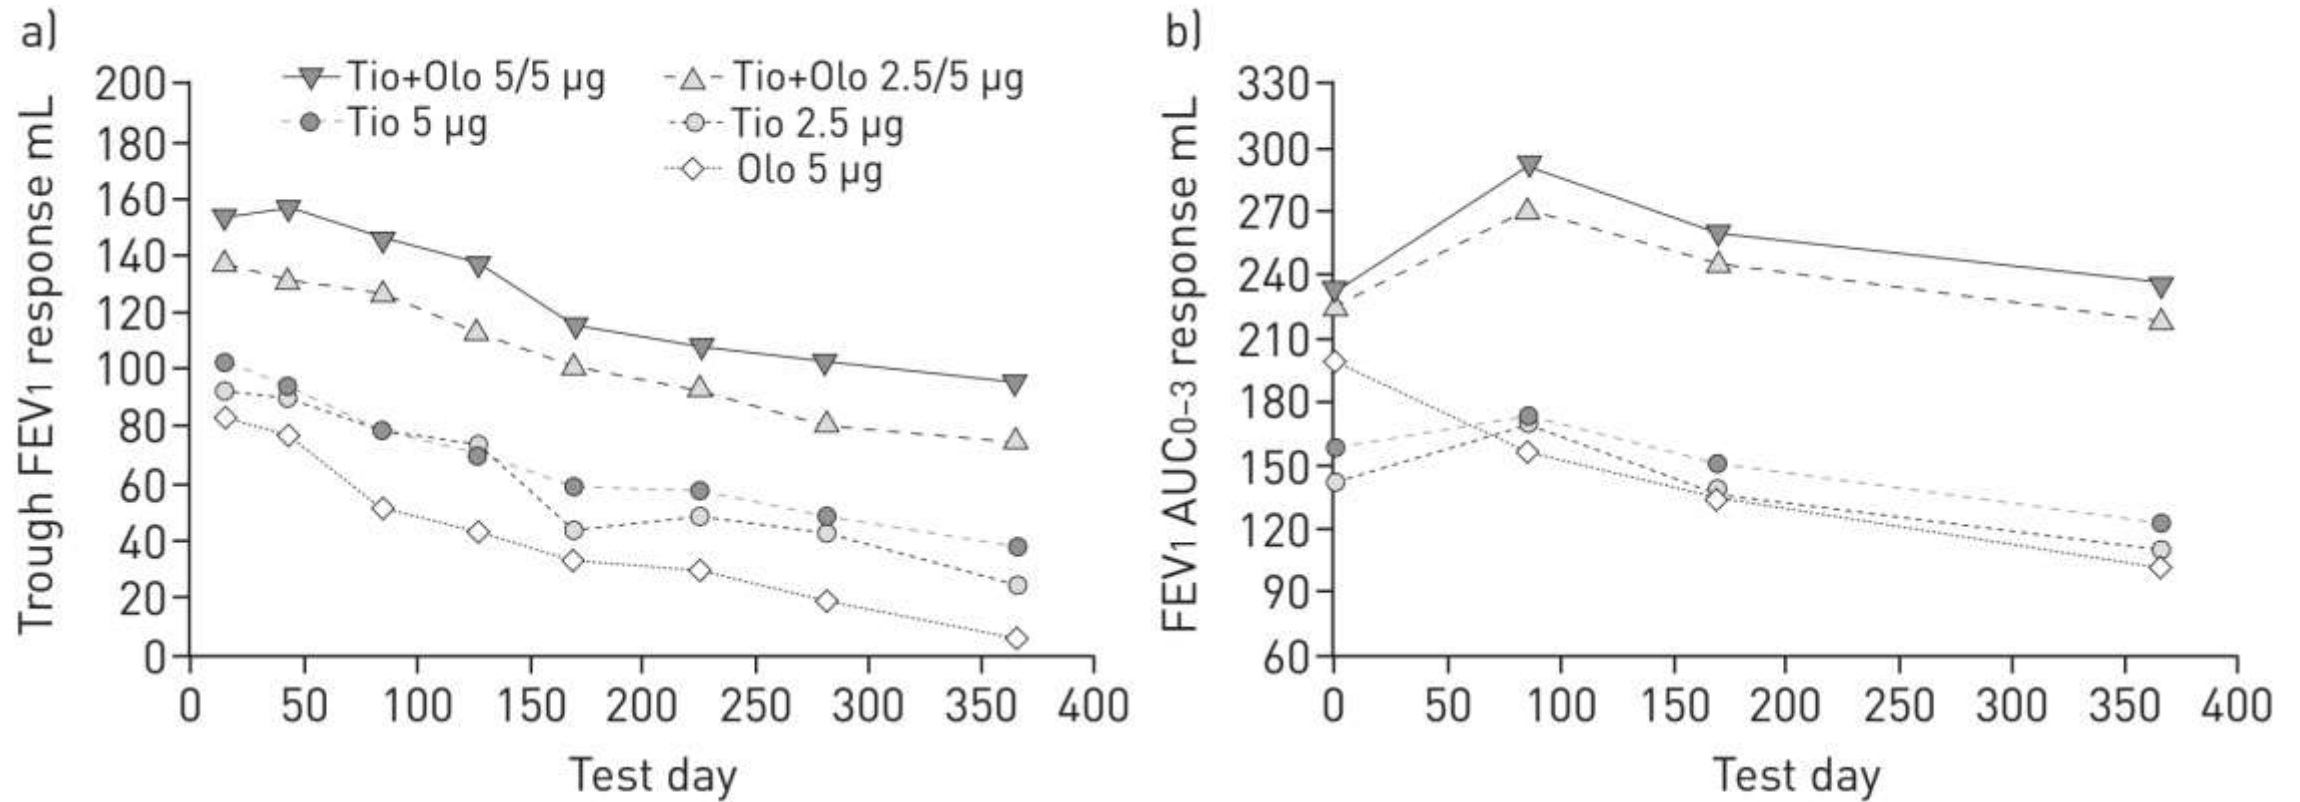 a)
Trough FEV1 response mL
200
180
160
140
120
100
80
60
40
20
0
Tio+Olo 5/5 µg
Tio+Olo 2.5/5 µg
Tio 5 µg
Tio 2.5 µg
Olo 5 µg
0 50 100 150 200 250 300 350 400
Test day
b)
FEV1 AUC0–3 response mL
330
300
270
240
210
180
150
120
90
60
0 50 100 150 200 250 300 350 400
Test day